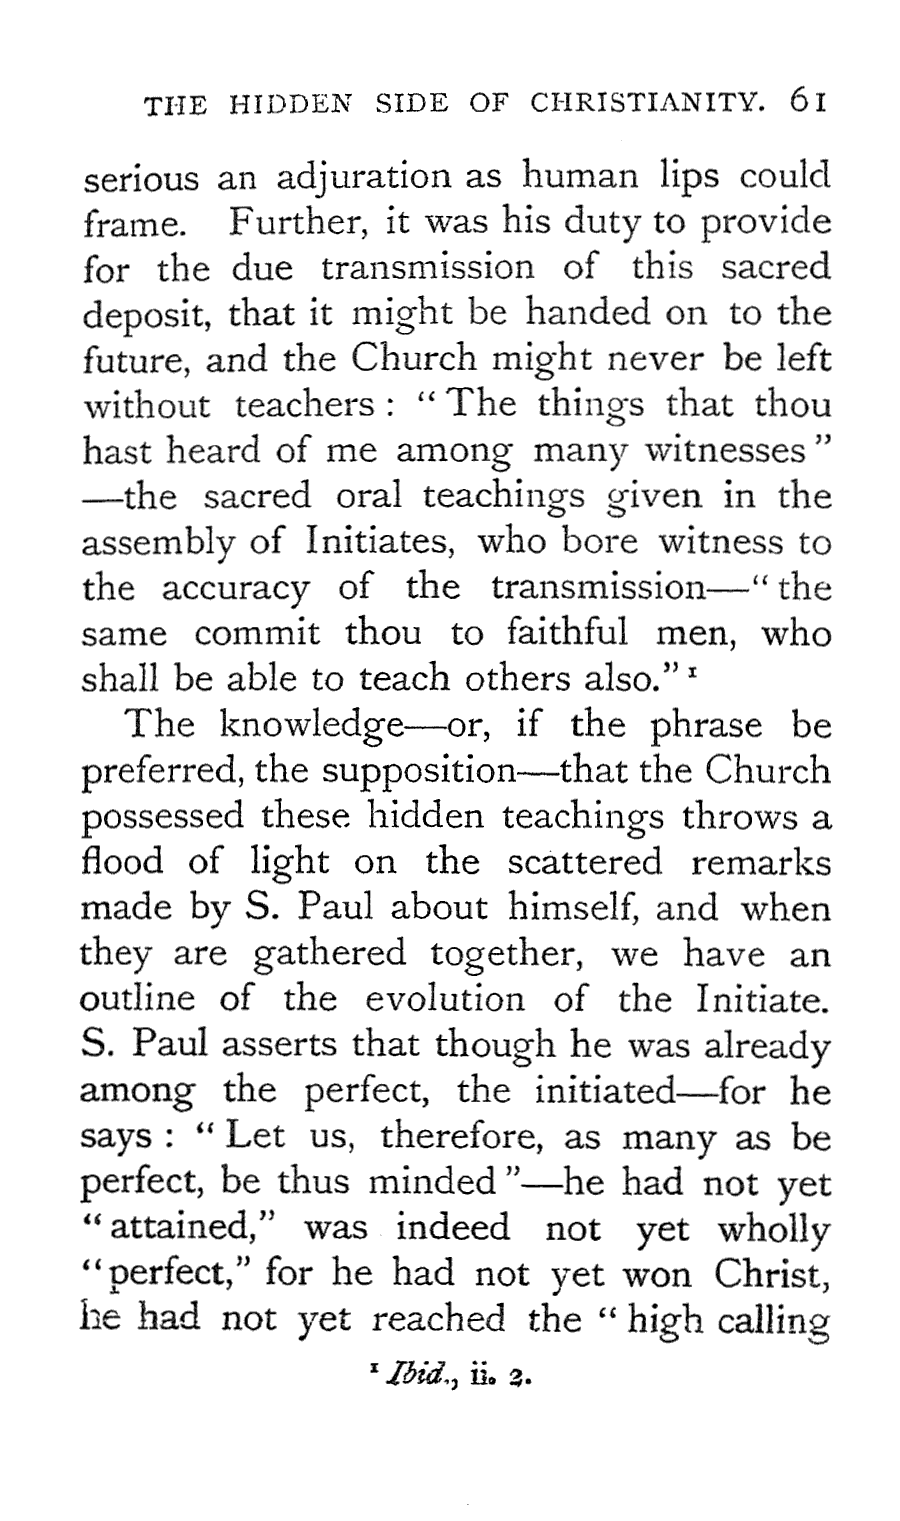 THE HIDDEN SIDE OF CHRISTIANITY. 61
serious an adjuration as human lips could
frame. Further, it was his duty to provide
for the due transmission of this sacred
deposit, that it might be handed on to the
future, and the Church might never be left
without teachers : “ The things that thou
hast heard of me among many witnesses ”
—the sacred oral teachings given in the
assembly of Initiates, who bore witness to
the accuracy of the transmission—“ the
same commit thou to faithful men, who
shall be able to teach others also.” ¹
The knowledge—or, if the phrase be
preferred, the supposition—that the Church
possessed these hidden teachings throws a
flood of light on the scattered remarks
made by S. Paul about himself, and when
they are gathered together, we have an
outline of the evolution of the Initiate.
S. Paul asserts that though he was already
among the perfect, the initiated—for he
says : “ Let us, therefore, as many as be
perfect, be thus minded ”—he had not yet
“ attained,” was indeed not yet wholly
“ perfect,” for he had not yet won Christ,
he had not yet reached the “ high calling
¹ Ibid., ii. 2.